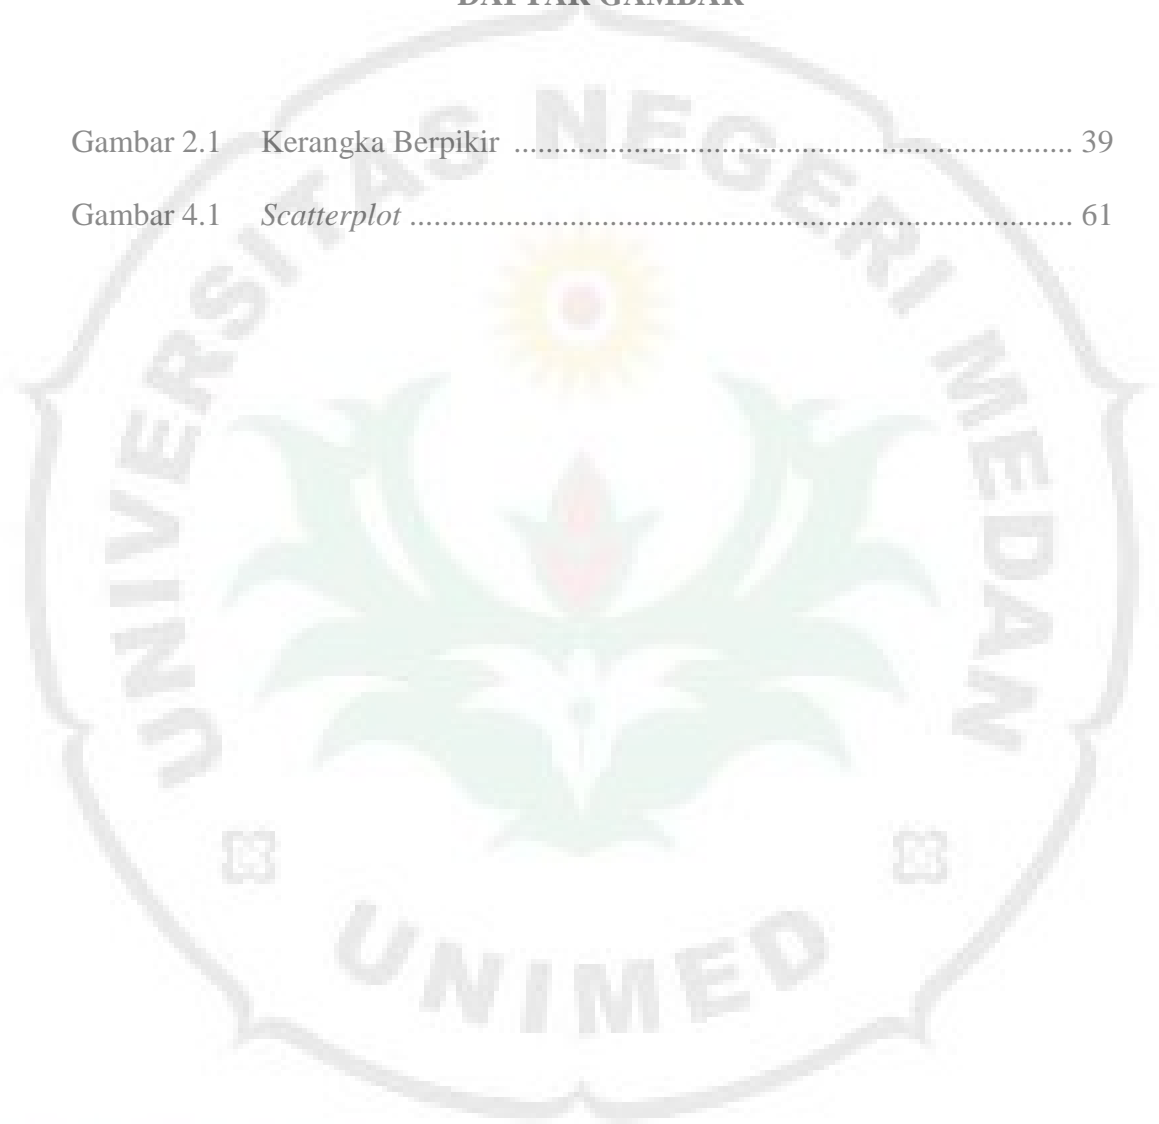 DAFTAR GAMBAR
Gambar 2.1 Kerangka Berpikir ...................................................................... 39
Gambar 4.1 Scatterplot ................................................................................... 61
UNIVERSITAS NEGERI MEDAN
UNIMED